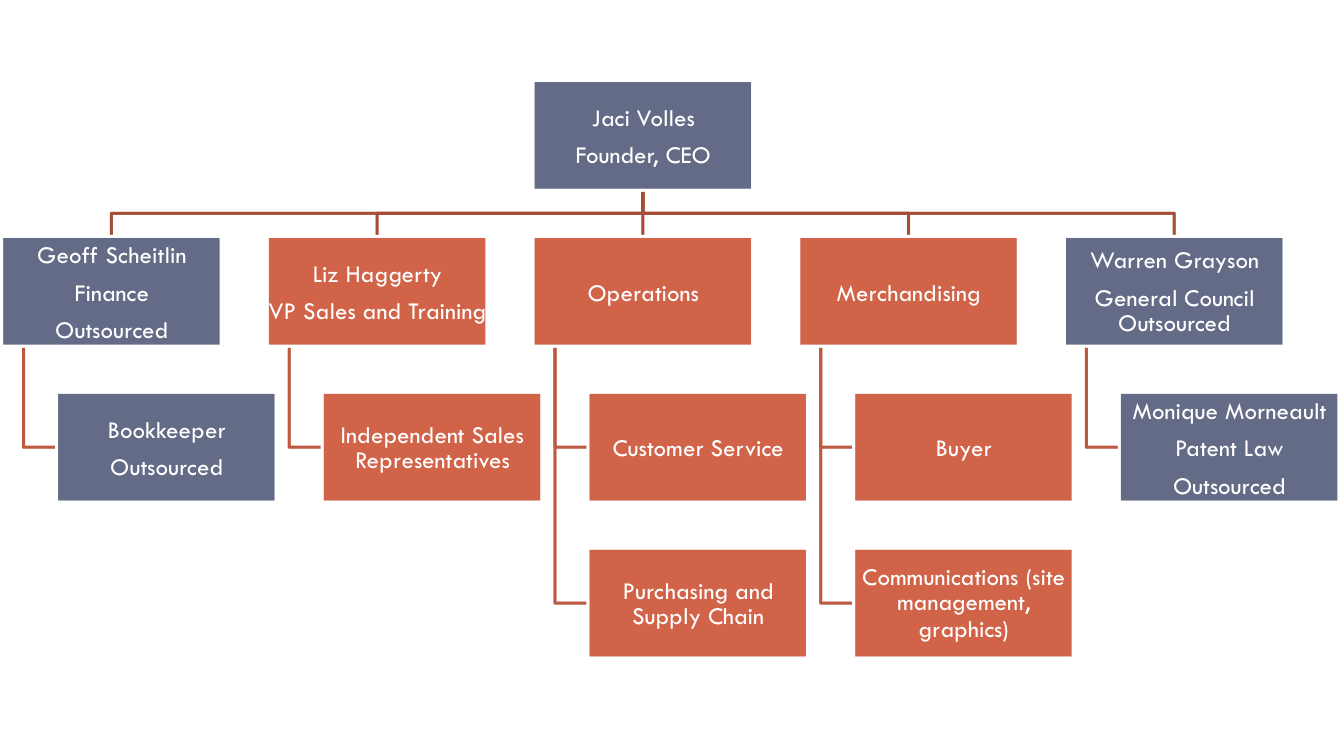 Jaci Volles
Founder, CEO
Geoff Scheitlin
Finance
Outsourced
Liz Haggerty
VP Sales and Training
Operations
Merchandising
Warren Grayson
General Council
Outsourced
Bookkeeper
Outsourced
Independent Sales
Representatives
Customer Service
Buyer
Monique Morneault
Patent Law
Outsourced
Purchasing and
Supply Chain
Communications (site
management,
graphics)